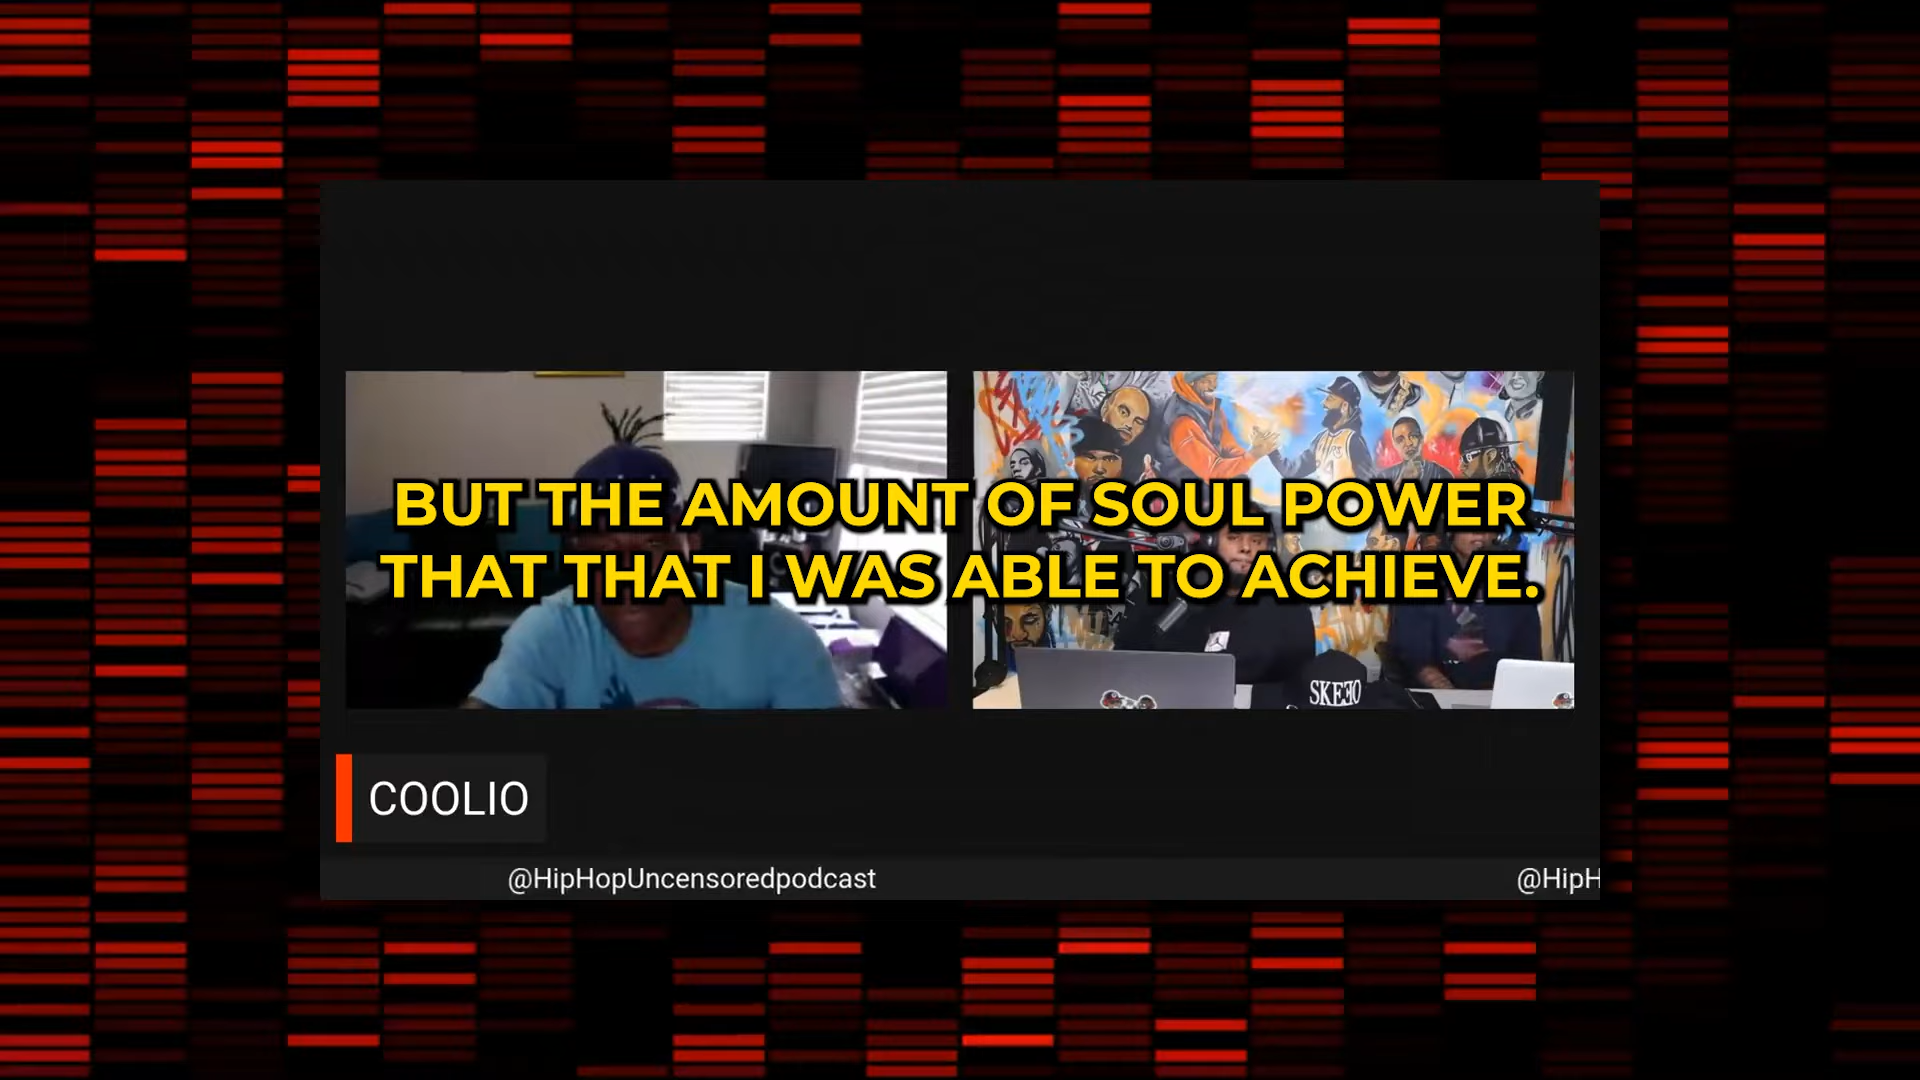 BUT THE AMOUNT OF SOUL POWER
THAT THAT I WAS ABLE TO ACHIEVE.
SKEEO
COOLIO
@HipHopUncensoredpodcast
@HipH